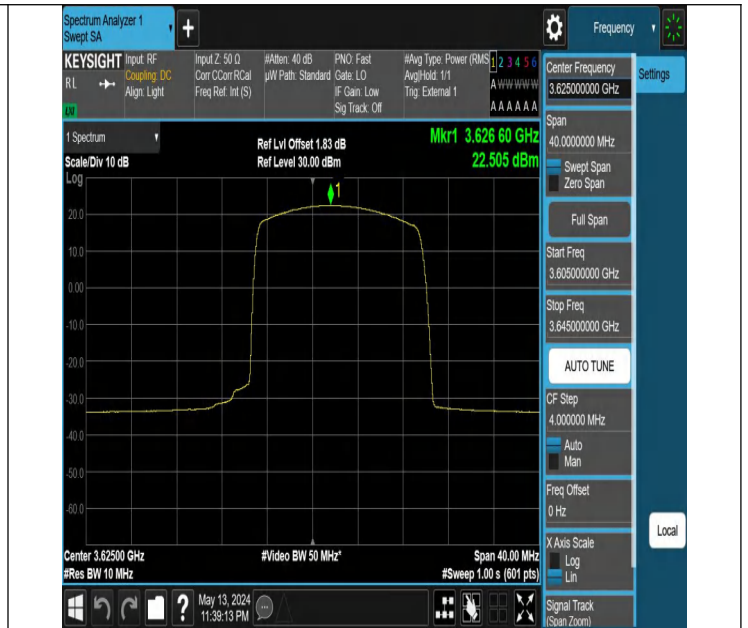 Spectrum Analyzer 1
Swept SA
+
Frequency
KEYSIGHT
RL
Input: RF
Coupling: DC
Align: Light
Input Z: 50 Ω
Corr CCorr RCal
Freq Ref: Int (S)
#Atten: 40 dB
µW Path: Standard
PNO: Fast
Gate: LO
IF Gain: Low
Sig Track: Off
#Avg Type: Power (RMS
Avg|Hold: 1/1
Trig: External 1
1 2 3 4 5 6
A W W W W W
A A A A A A
1 Spectrum
Scale/Div 10 dB
Ref Lvl Offset 1.83 dB
Ref Level 30.00 dBm
Mkr1 3.626 60 GHz
22.505 dBm
Log
1
20.0
10.0
0.00
-10.0
-20.0
-30.0
-40.0
-50.0
-60.0
Center 3.62500 GHz
#Res BW 10 MHz
#Video BW 50 MHz*
Span 40.00 MHz
#Sweep 1.00 s (601 pts)
?
May 13, 2024
11:39:13 PM
Center Frequency
3.625000000 GHz
Span
40.0000000 MHz
Swept Span
Zero Span
Full Span
Start Freq
3.605000000 GHz
Stop Freq
3.645000000 GHz
AUTO TUNE
CF Step
4.000000 MHz
Auto
Man
Freq Offset
0 Hz
X Axis Scale
Log
Lin
Signal Track
(Span Zoom)
Settings
Local